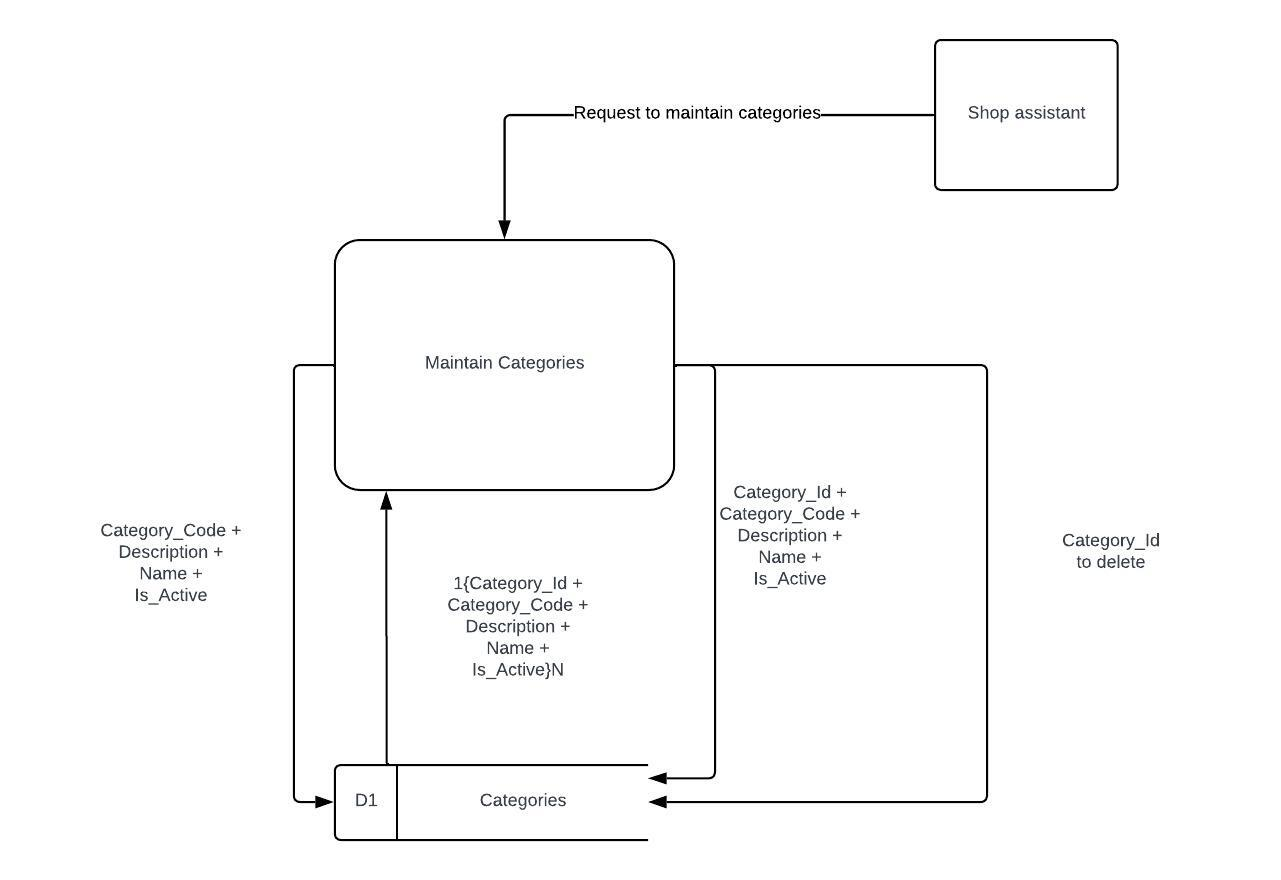 Request to maintain categories
Shop assistant
Maintain Categories
Category_Code +
Description +
Name +
Is_Active
1{Category_Id +
Category_Code +
Description +
Name +
Is_Active}N
Category_Id +
Category_Code +
Description +
Name +
Is_Active
Category_Id
to delete
D1
Categories